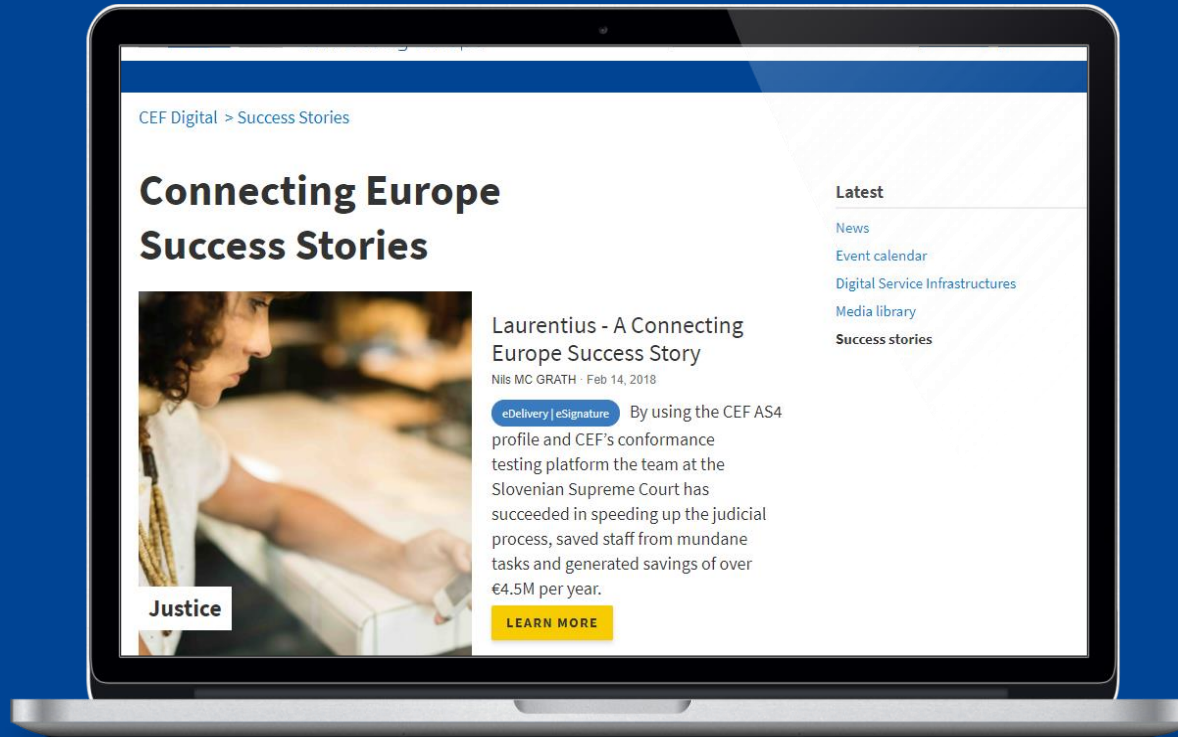 CEF Digital > Success Stories
Connecting Europe
Success Stories
Latest
News
Event calendar
Digital Service Infrastructures
Media library
Success stories
Laurentius - A Connecting
Europe Success Story
Nils MC GRATH · Feb 14, 2018
eDelivery | eSignature By using the CEF AS4
profile and CEF's conformance
testing platform the team at the
Slovenian Supreme Court has
succeeded in speeding up the judicial
process, saved staff from mundane
tasks and generated savings of over
€4.5M per year.
LEARN MORE
Justice